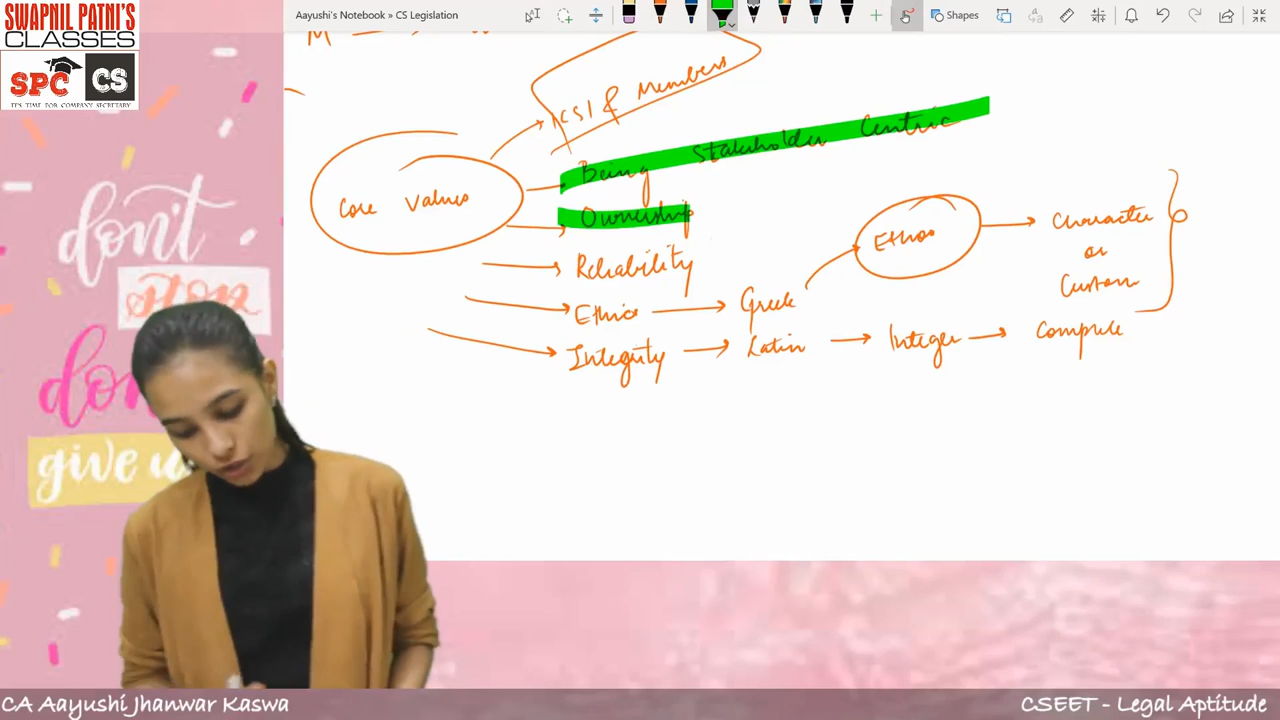 SWAPNIL PATNI'S
CLASSES
SPC CS
IT'S TIME FOR COMPANY SECRETARY
Aayushi's Notebook » CS Legislation
Shapes
M
ICSI & Members
Being Stakeholder Centric
Core Values
Ownership
Reliability
Ethics Greek
Ethos Character
or
Custom
Integrity Latin Integer Complete
don't
stop
don
give u
CA Aayushi Jhanwar Kaswa
CSEET - Legal Aptitude